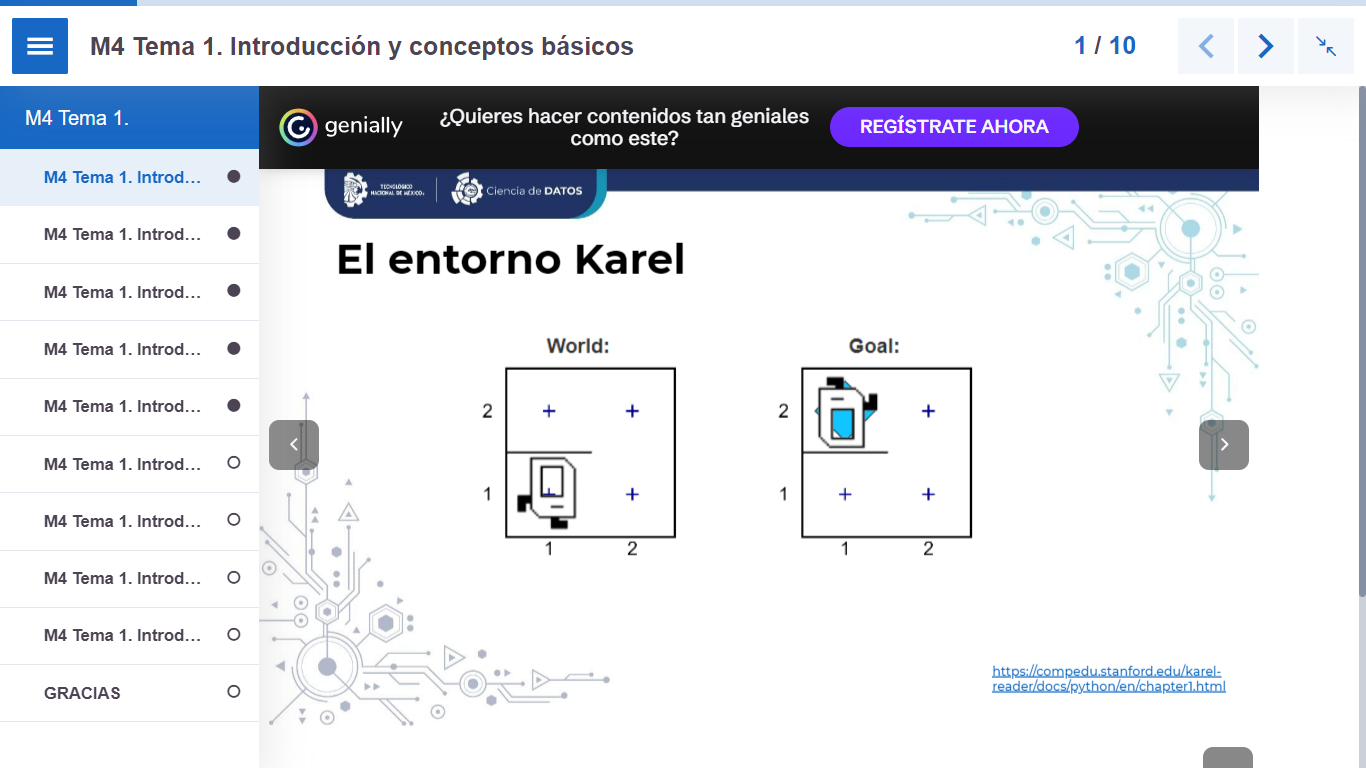 M4 Tema 1. Introducción y conceptos básicos
1 / 10
M4 Tema 1.
M4 Tema 1. Introd...
M4 Tema 1. Introd...
M4 Tema 1. Introd...
M4 Tema 1. Introd...
M4 Tema 1. Introd...
M4 Tema 1. Introd...
M4 Tema 1. Introd...
M4 Tema 1. Introd...
M4 Tema 1. Introd...
GRACIAS
genially
¿Quieres hacer contenidos tan geniales
como este?
REGÍSTRATE AHORA
TECNOLÓGICO
NACIONAL DE MÉXICO
Ciencia de DATOS
El entorno Karel
World:
2
1
1 2
Goal:
2
1
1 2
https://compedu.stanford.edu/karel-
reader/docs/python/en/chapter1.html